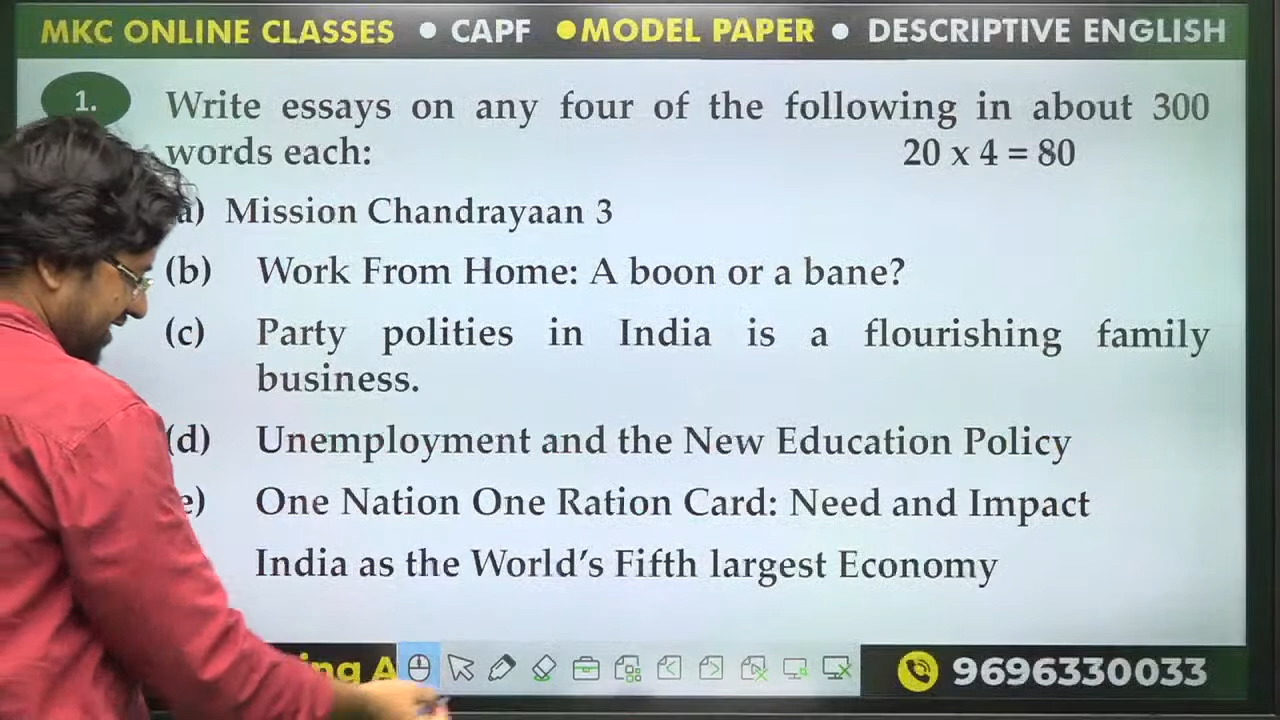 MKC ONLINE CLASSES • CAPF •MODEL PAPER • DESCRIPTIVE ENGLISH
1. Write essays on any four of the following in about 300
words each: 20 x 4 = 80
a) Mission Chandrayaan 3
(b) Work From Home: A boon or a bane?
(c) Party polities in India is a flourishing family
business.
(d) Unemployment and the New Education Policy
e) One Nation One Ration Card: Need and Impact
India as the World's Fifth largest Economy
9696330033